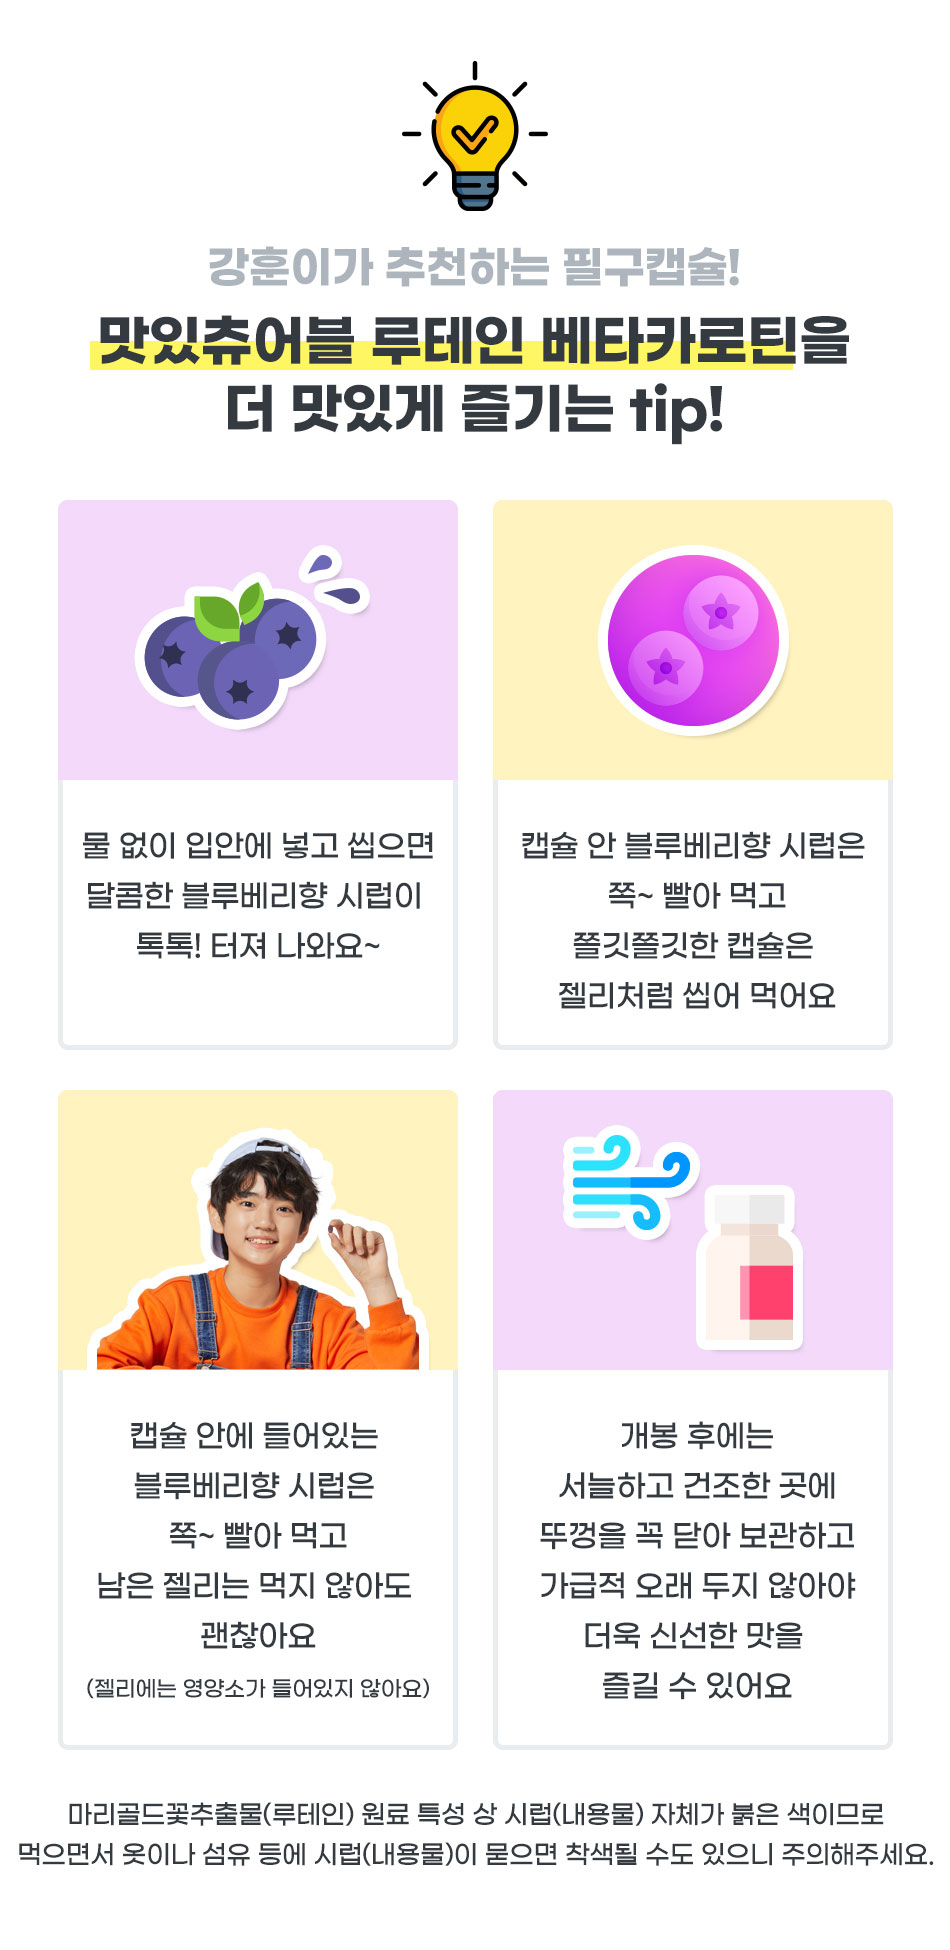 강훈이가 추천하는 필구캡슐!
맛있츄어블 루테인 베타카로틴을
더 맛있게 즐기는 tip!
물 없이 입안에 넣고 씹으면
달콤한 블루베리향 시럽이
톡톡! 터져 나와요~
캡슐 안 블루베리향 시럽은
쪽~ 빨아 먹고
쫄깃쫄깃한 캡슐은
젤리처럼 씹어 먹어요
캡슐 안에 들어있는
블루베리향 시럽은
쪽~ 빨아 먹고
남은 젤리는 먹지 않아도
괜찮아요
(젤리에는 영양소가 들어있지 않아요)
개봉 후에는
서늘하고 건조한 곳에
뚜껑을 꼭 닫아 보관하고
가급적 오래 두지 않아야
더욱 신선한 맛을
즐길 수 있어요
마리골드꽃추출물(루테인) 원료 특성 상 시럽(내용물) 자체가 붉은 색이므로
먹으면서 옷이나 섬유 등에 시럽(내용물)이 묻으면 착색될 수도 있으니 주의해주세요.